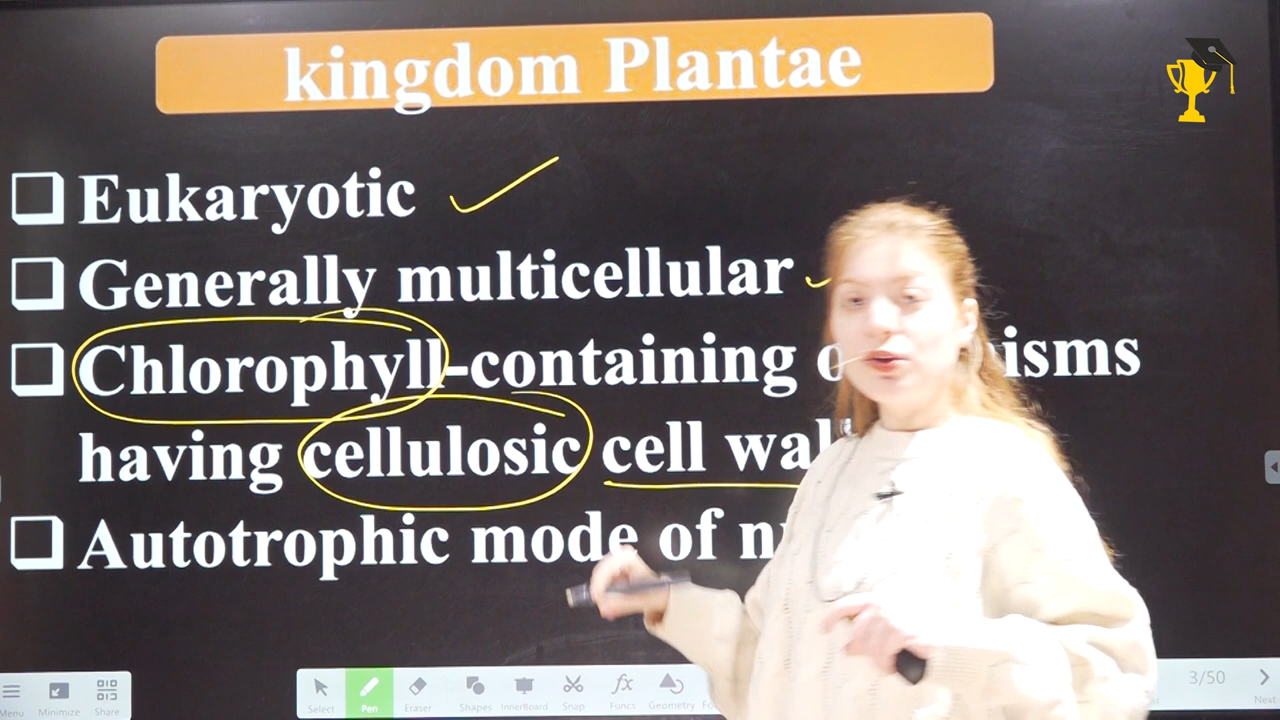 kingdom Plantae
Eukaryotic
Generally multicellular
Chlorophyll-containing
having cellulosic cell
Autotrophic mode of
Menu Minimize Share Select Pen Eraser Shapes InnerBoard Snap Funcs Geometry 3/50 Next